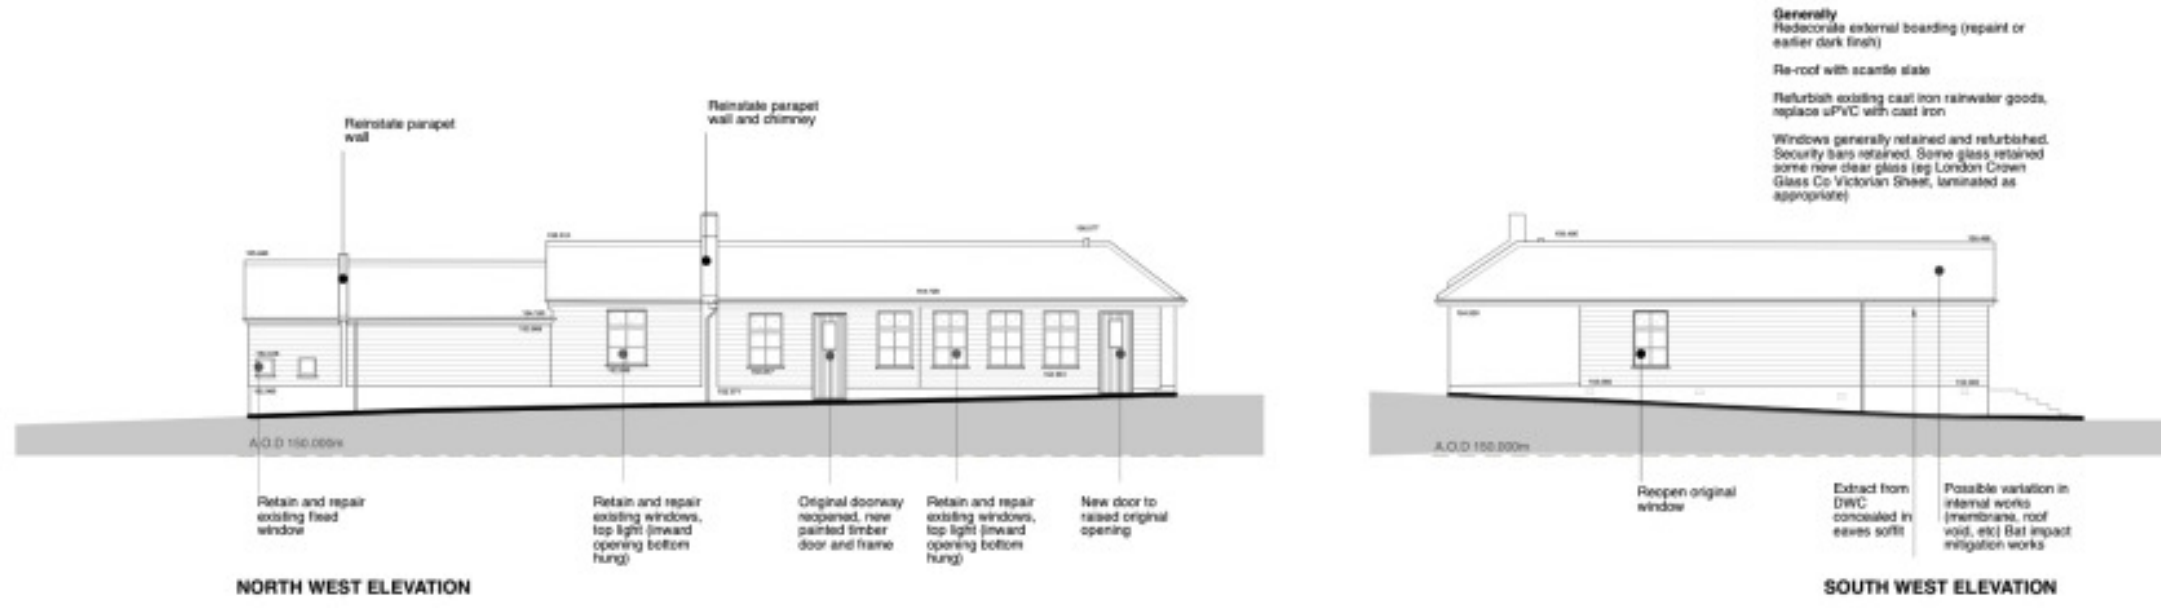 Generally
Redecorate external boarding (repaint or
earlier dark finsh)
Re-roof with scantle slate
Refurbish existing cast iron rainwater goods,
replace uPVC with cast iron
Windows generally retained and refurbished.
Security bars retained. Some glass retained
some new clear glass (eg London Crown
Glass Co Victorian Sheet, laminated as
appropriate)
Reinstate parapet
wall
Reinstate parapet
wall and chimney
A.O.D 150.000m
A.O.D 150.000m
Retain and repair
existing fixed
window
Retain and repair
existing windows,
top light (inward
opening bottom
hung)
Original doorway
reopened, new
painted timber
door and frame
Retain and repair
existing windows,
top light (inward
opening bottom
hung)
New door to
raised original
opening
Reopen original
window
Extract from
DWC
concealed in
eaves soffit
Possible variation in
internal works
(membrane, roof
void, etc) Bat impact
mitigation works
NORTH WEST ELEVATION
SOUTH WEST ELEVATION